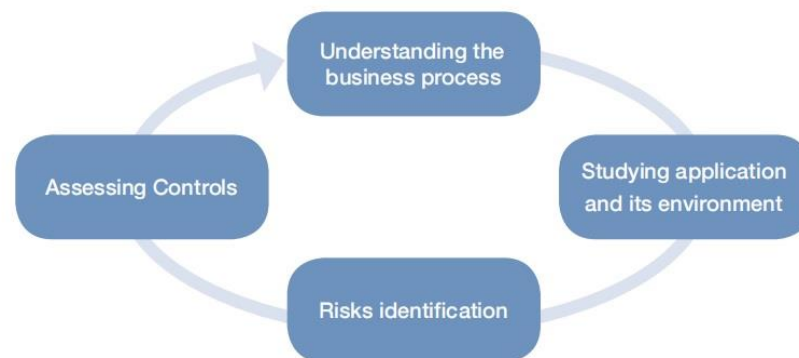 Understanding the
business process
Studying application
and its environment
Risks identification
Assessing Controls